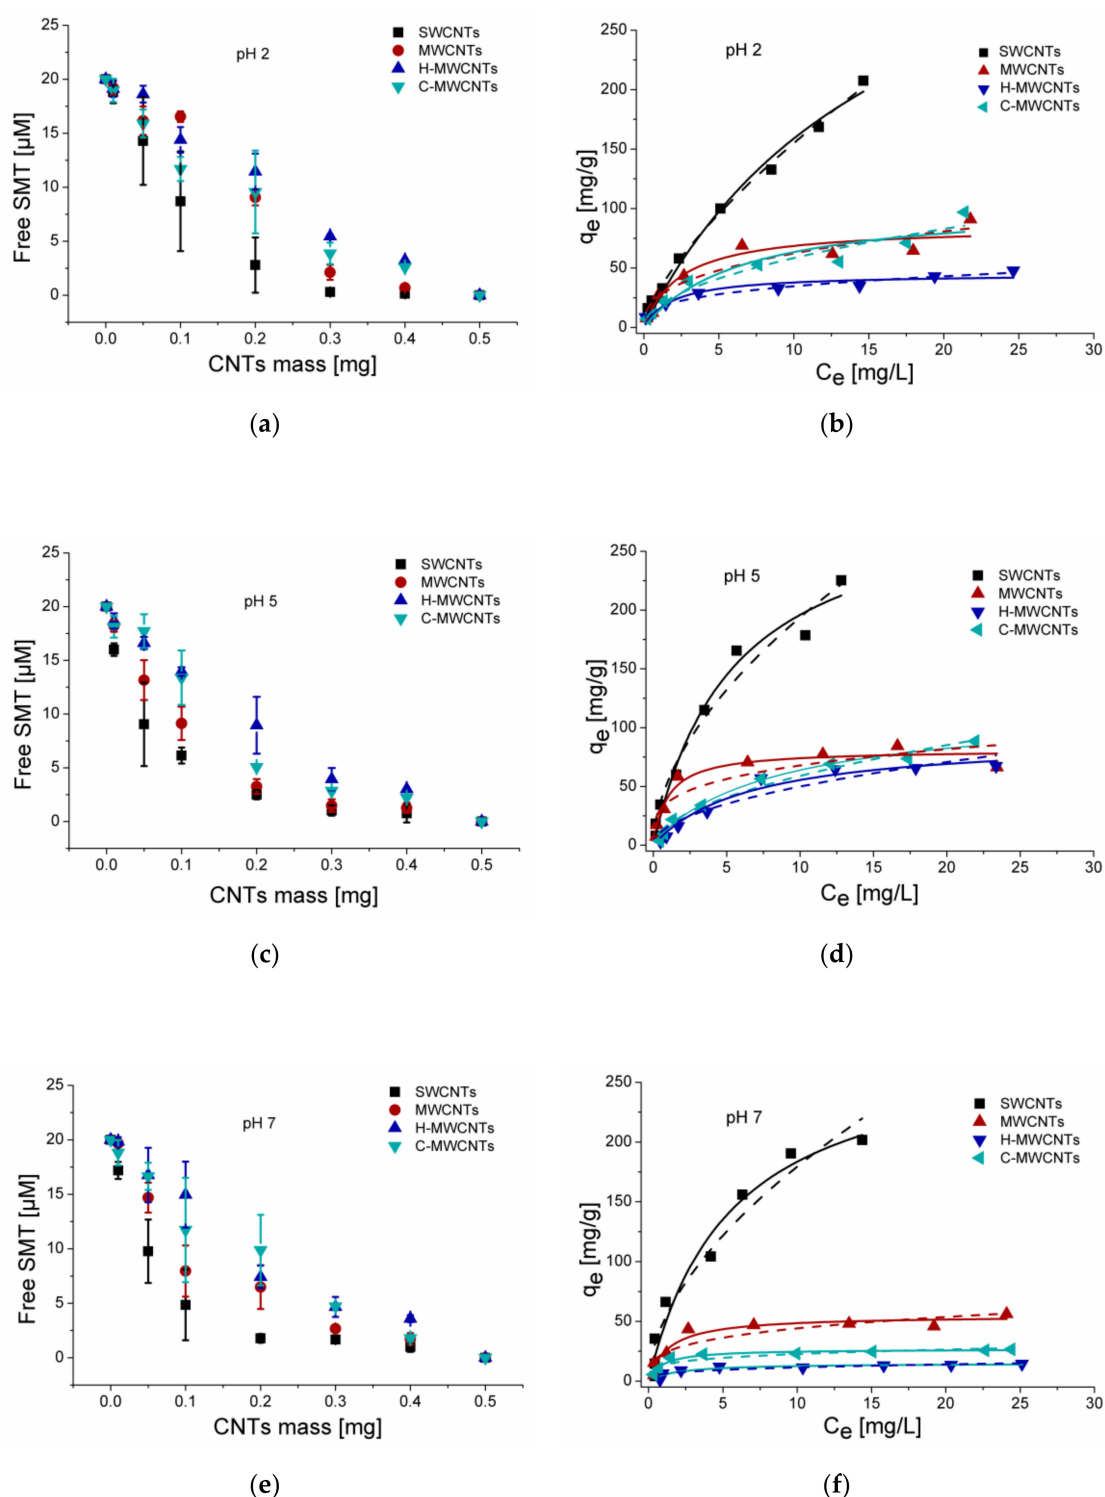 pH 2
SWCNTs
MWCNTs
H-MWCNTs
C-MWCNTs
Free SMT [µM]
25
20
15
10
5
0
0.0 0.1 0.2 0.3 0.4 0.5
CNTs mass [mg]
(a)
pH 2
SWCNTs
MWCNTs
H-MWCNTs
C-MWCNTs
qe [mg/g]
250
200
150
100
50
0
0 5 10 15 20 25 30
Ce [mg/L]
(b)
pH 5
SWCNTs
MWCNTs
H-MWCNTs
C-MWCNTs
Free SMT [µM]
25
20
15
10
5
0
0.0 0.1 0.2 0.3 0.4 0.5
CNTs mass [mg]
(c)
pH 5
SWCNTs
MWCNTs
H-MWCNTs
C-MWCNTs
qe [mg/g]
250
200
150
100
50
0
0 5 10 15 20 25 30
Ce [mg/L]
(d)
pH 7
SWCNTs
MWCNTs
H-MWCNTs
C-MWCNTs
Free SMT [µM]
25
20
15
10
5
0
0.0 0.1 0.2 0.3 0.4 0.5
CNTs mass [mg]
(e)
pH 7
SWCNTs
MWCNTs
H-MWCNTs
C-MWCNTs
qe [mg/g]
250
200
150
100
50
0
0 5 10 15 20 25 30
Ce [mg/L]
(f)